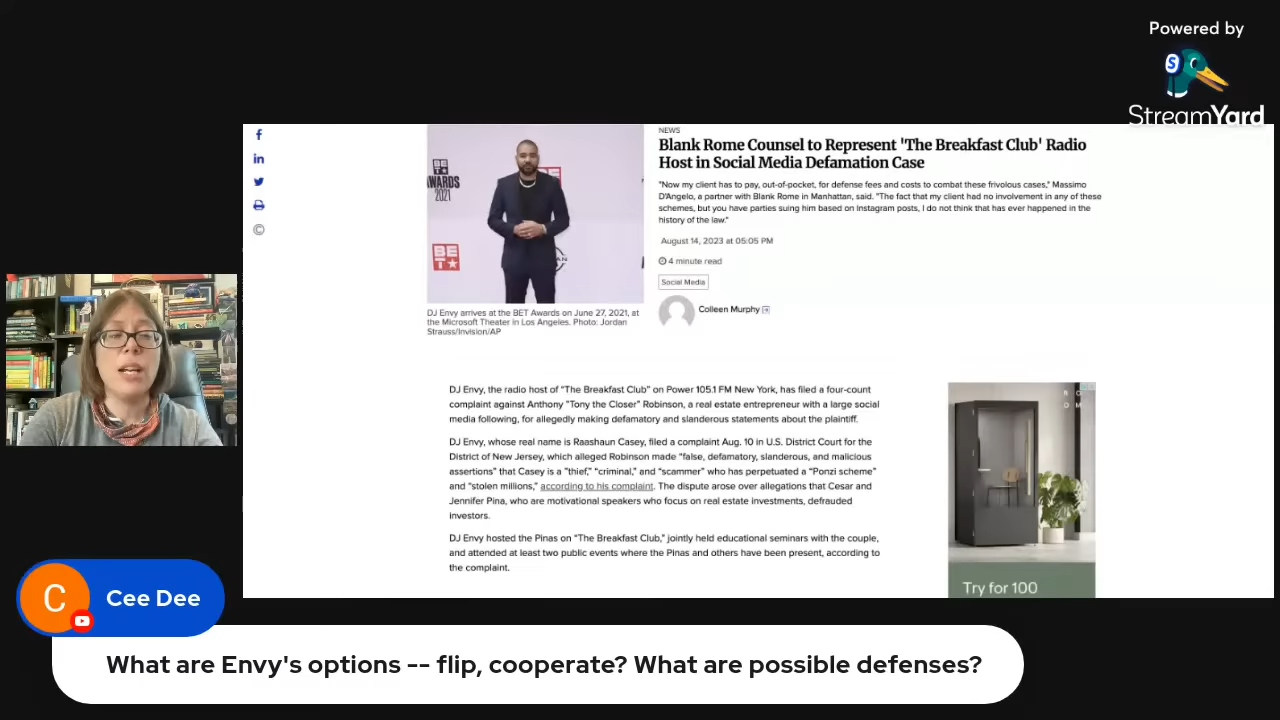 Powered by
StreamYard
NEWS
Blank Rome Counsel to Represent 'The Breakfast Club' Radio
Host in Social Media Defamation Case
"Now my client has to pay, out-of-pocket, for defense fees and costs to combat these frivolous cases," Massimo
D'Angelo, a partner with Blank Rome in Manhattan, said. "The fact that my client had no involvement in any of these
schemes, but you have parties suing him based on Instagram posts, I do not think that has ever happened in the
history of the law."
August 14, 2023 at 05:05 PM
4 minute read
Social Media
Colleen Murphy
BET
AWARDS
2021
BET
DJ Envy arrives at the BET Awards on June 27, 2021, at
the Microsoft Theater in Los Angeles. Photo: Jordan
Strauss/Invision/AP
DJ Envy, the radio host of "The Breakfast Club" on Power 105.1 FM New York, has filed a four-count
complaint against Anthony "Tony the Closer" Robinson, a real estate entrepreneur with a large social
media following, for allegedly making defamatory and slanderous statements about the plaintiff.
DJ Envy, whose real name is Raashaun Casey, filed a complaint Aug. 10 in U.S. District Court for the
District of New Jersey, which alleged Robinson made "false, defamatory, slanderous, and malicious
assertions" that Casey is a "thief," "criminal," and "scammer" who has perpetuated a "Ponzi scheme"
and "stolen millions," according to his complaint. The dispute arose over allegations that Cesar and
Jennifer Pina, who are motivational speakers who focus on real estate investments, defrauded
investors.
DJ Envy hosted the Pinas on "The Breakfast Club," jointly held educational seminars with the couple,
and attended at least two public events where the Pinas and others have been present, according to
the complaint.
Try for 100
C
Cee Dee
What are Envy's options -- flip, cooperate? What are possible defenses?